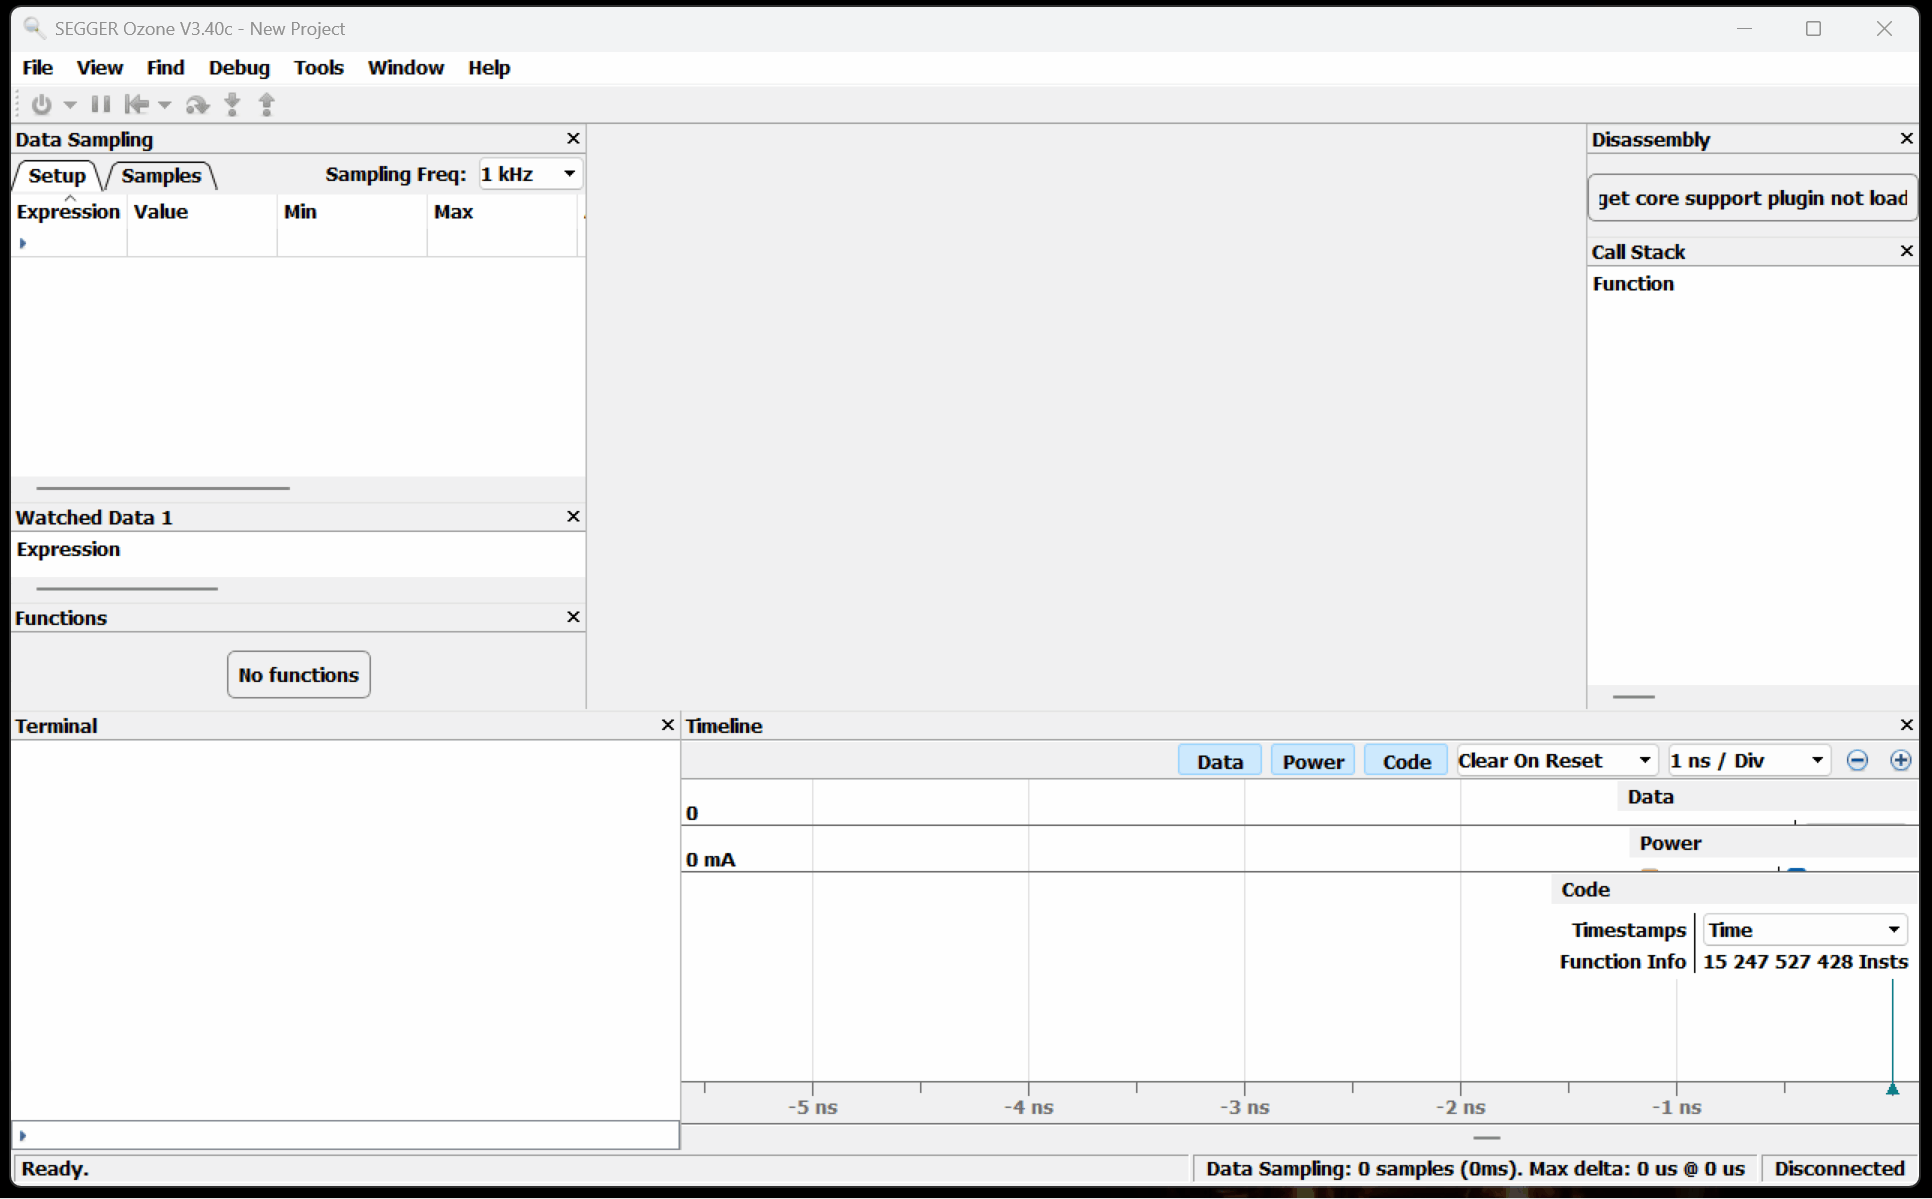 SEGGER Ozone V3.40c - New Project
File View Find Debug Tools Window Help
Data Sampling
Setup Samples Sampling Freq: 1 kHz
Expression Value Min Max
Watched Data 1
Expression
Functions
No functions
Disassembly
get core support plugin not load
Call Stack
Function
Terminal
Timeline
Data Power Code Clear On Reset 1 ns / Div
Data
0
Power
0 mA
Code
Timestamps Time
Function Info 15 247 527 428 Insts
-5 ns -4 ns -3 ns -2 ns -1 ns
Ready. Data Sampling: 0 samples (0ms). Max delta: 0 us @ 0 us Disconnected